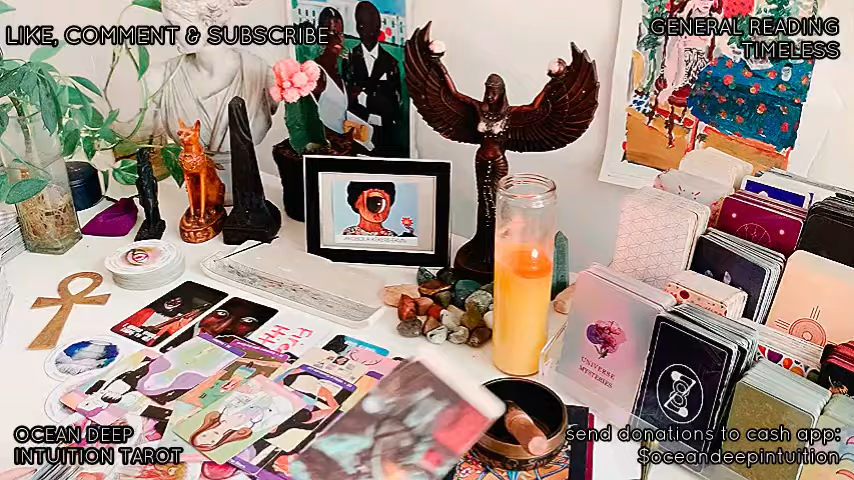 LIKE, COMMENT & SUBSCRIBE
GENERAL READING
TIMELESS
UNIVERSE
MYSTERIES
OCEAN DEEP
INTUITION TAROT
send donations to cash app:
$oceandeepintuition